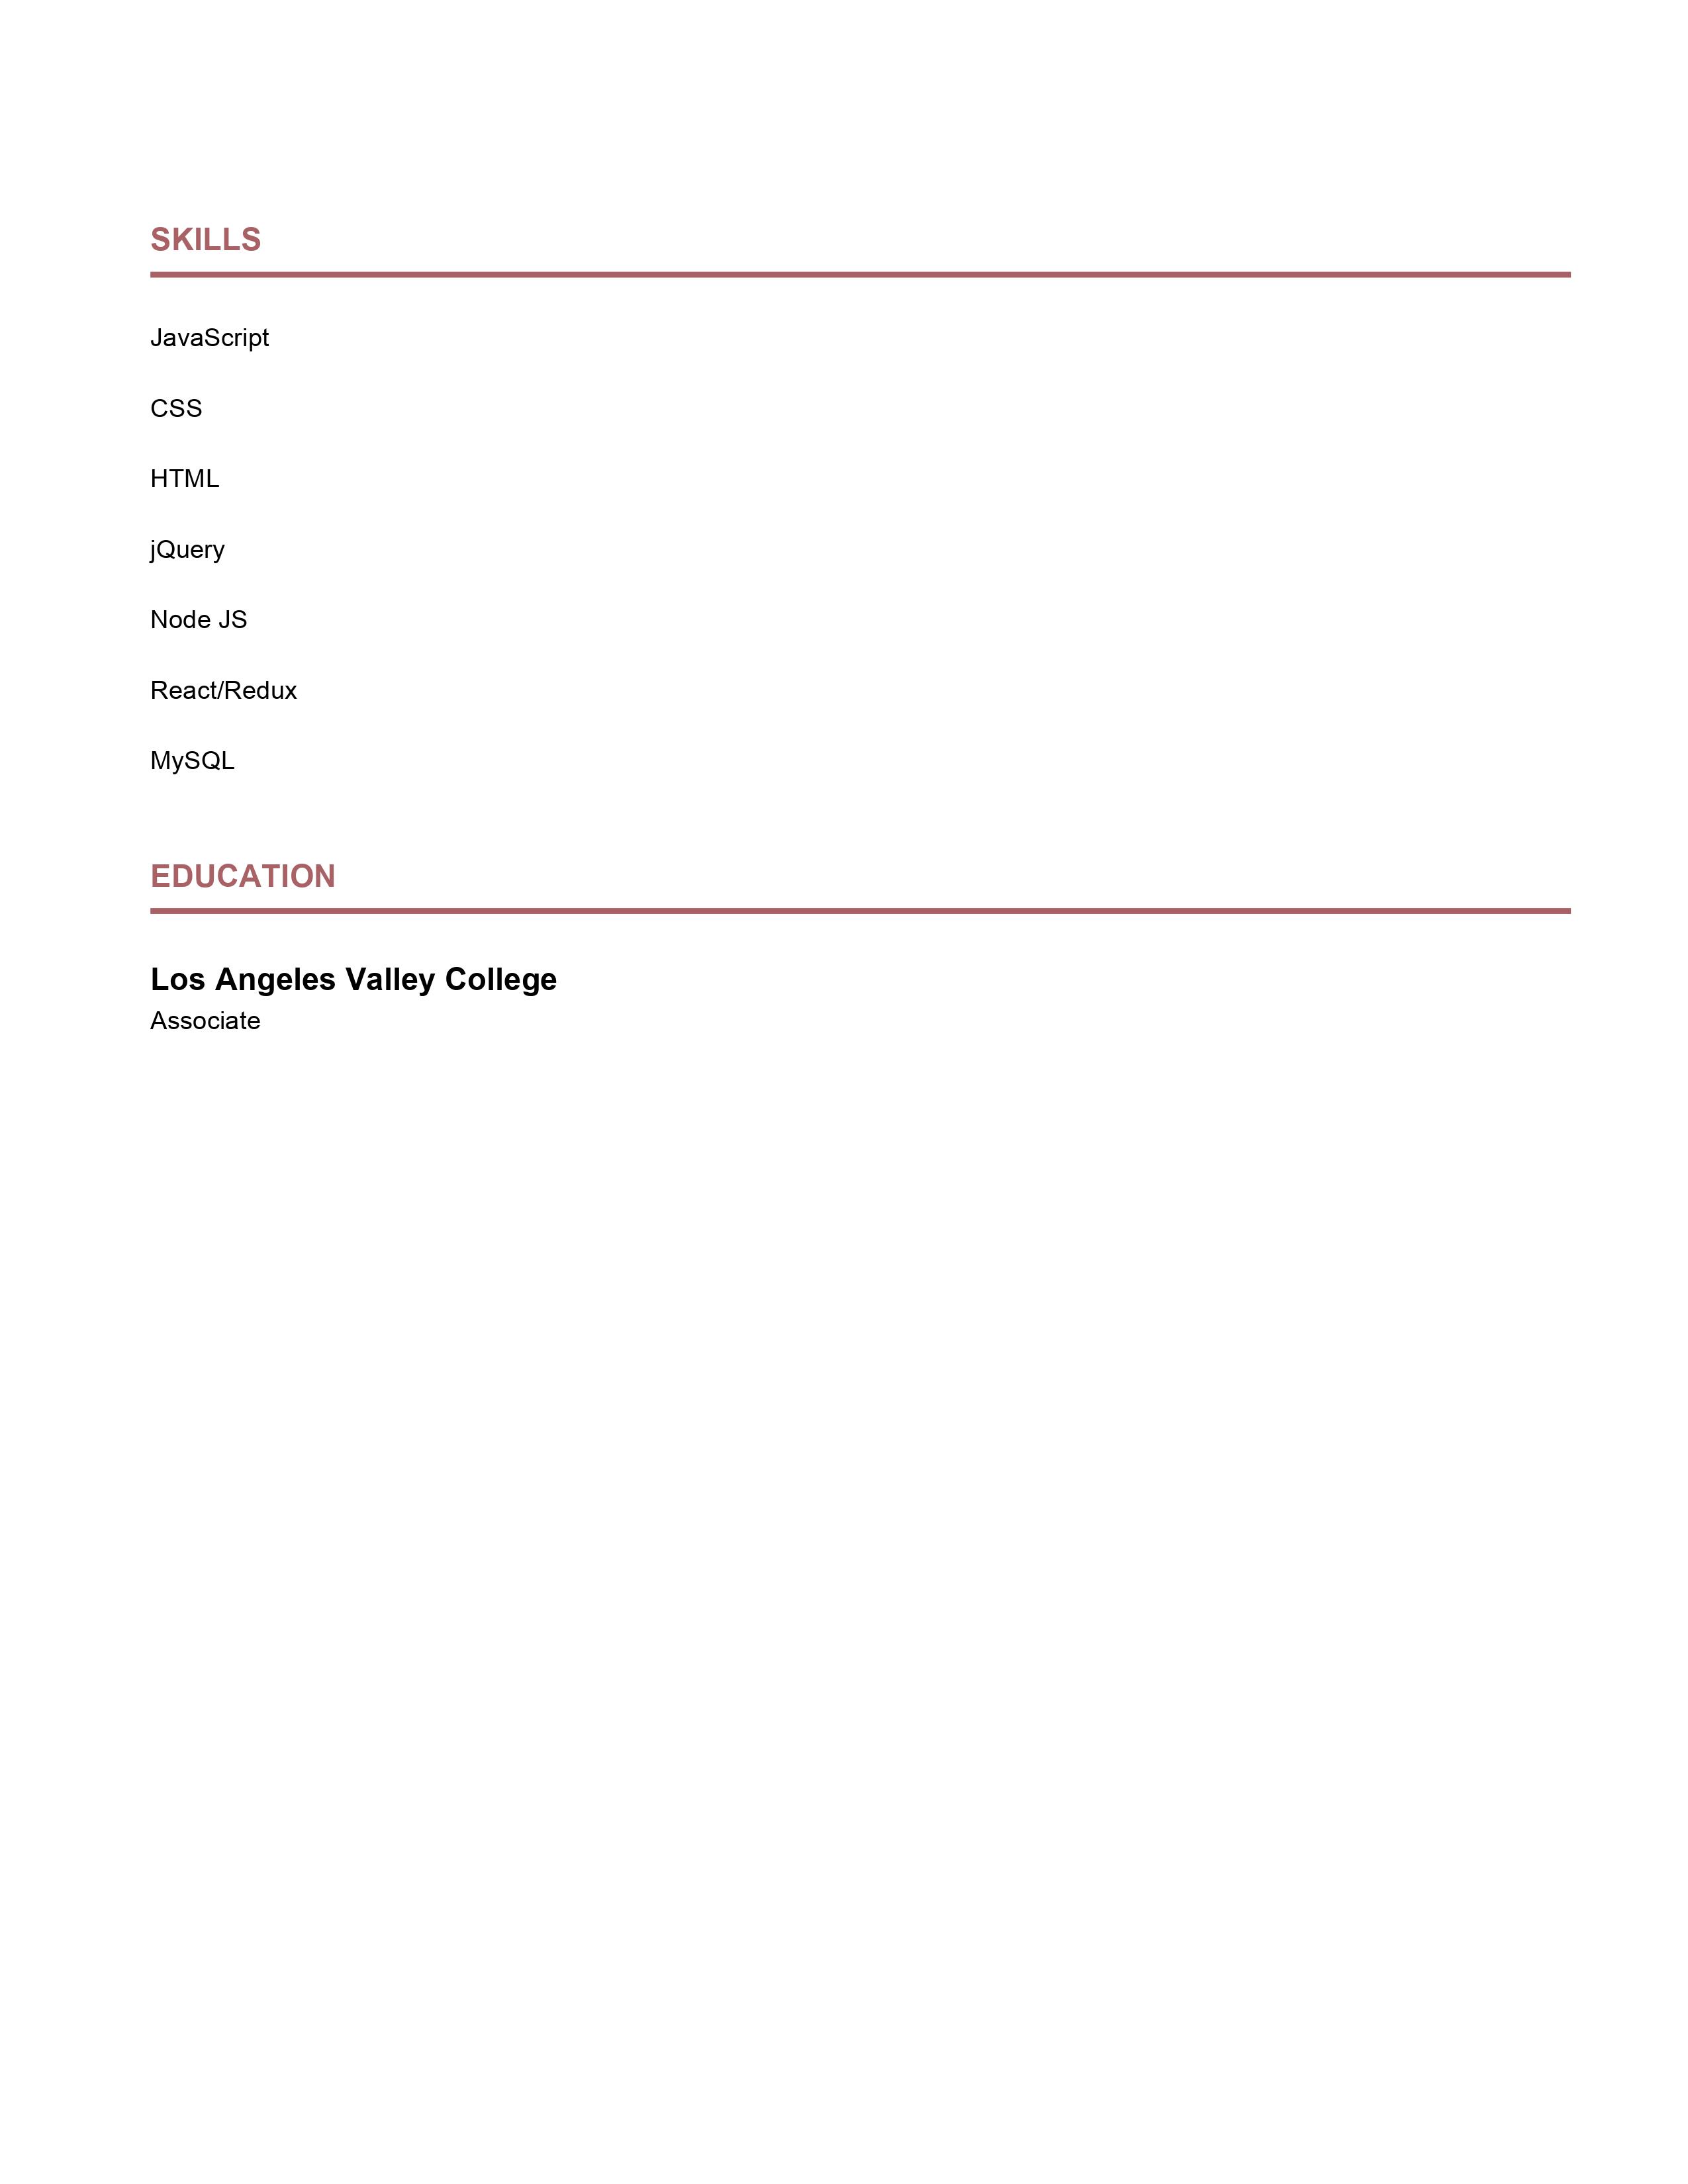 SKILLS
JavaScript
CSS
HTML
jQuery
Node JS
React/Redux
MySQL
EDUCATION
Los Angeles Valley College
Associate